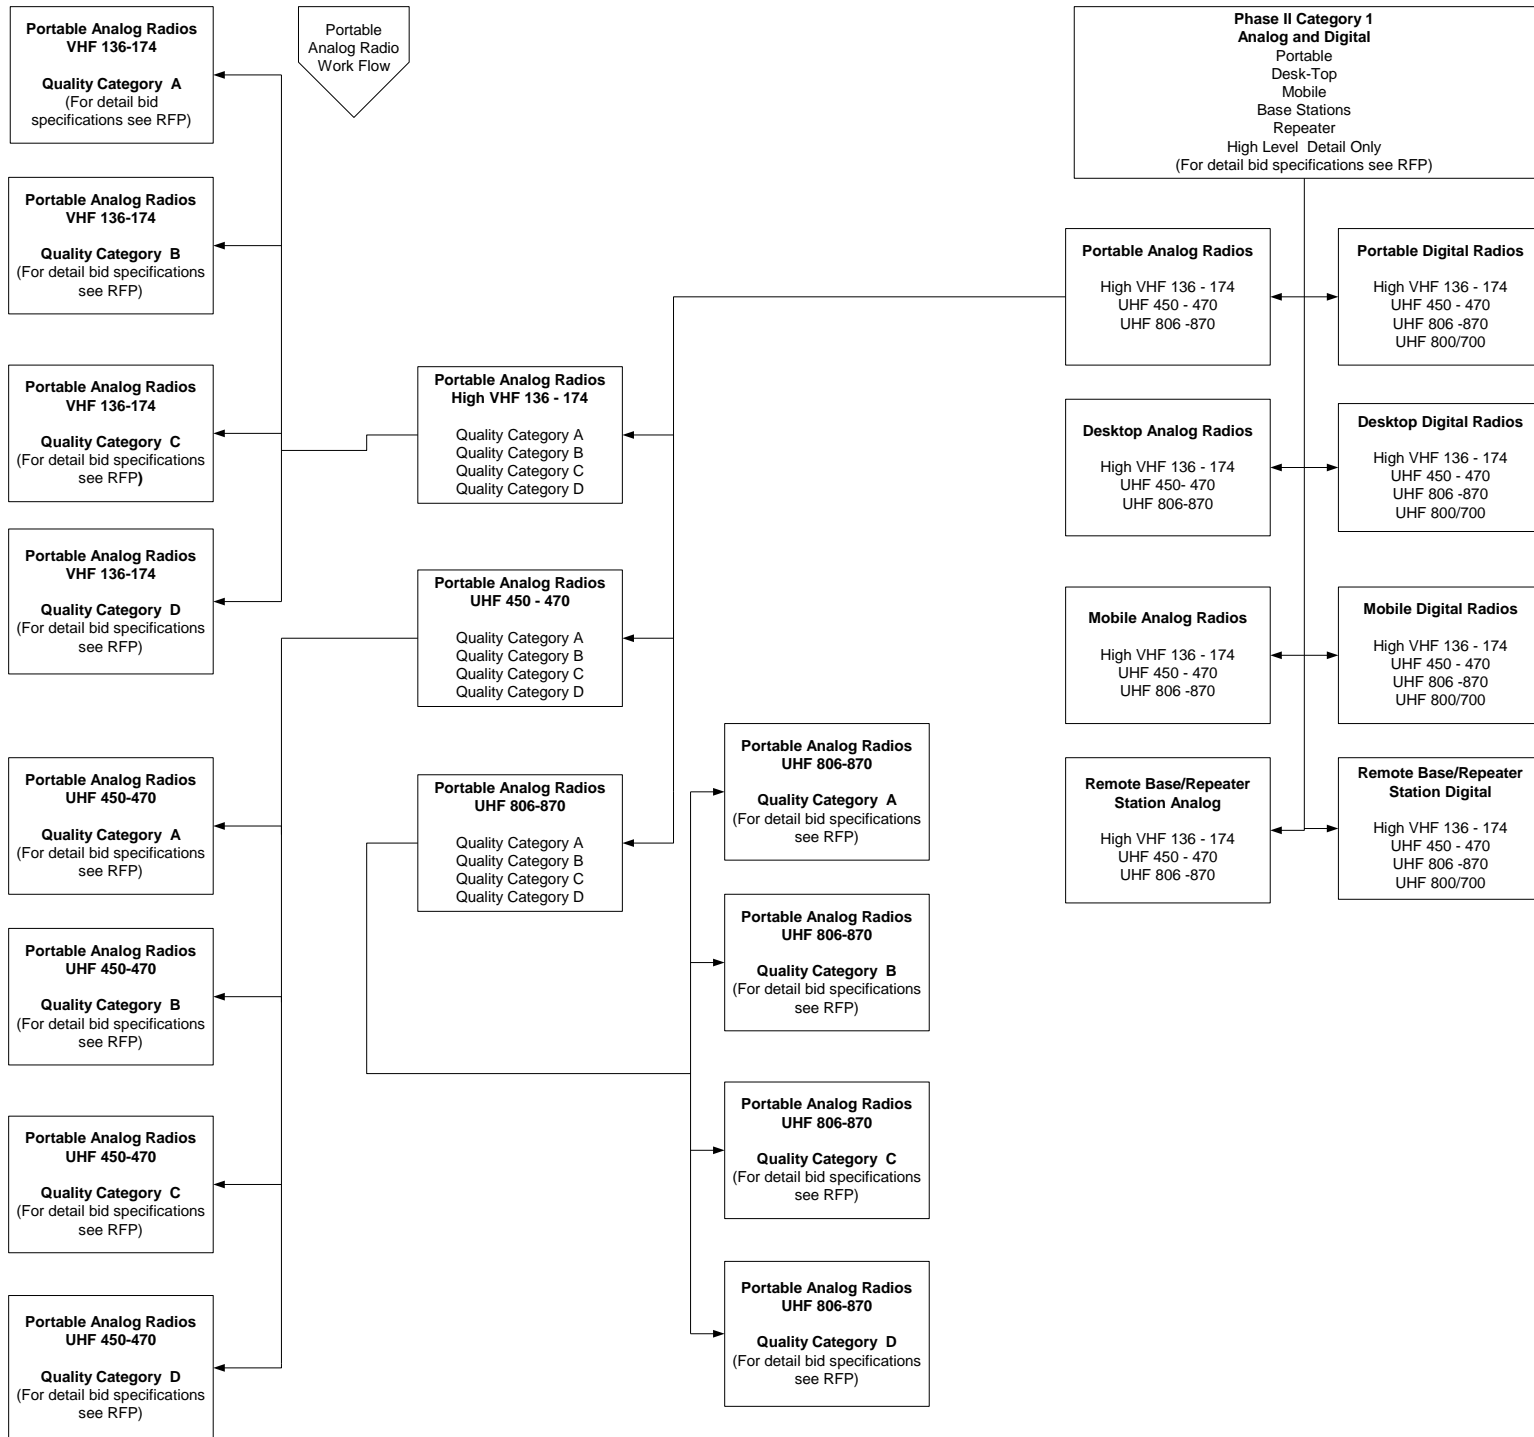 Portable Analog Radios
VHF 136-174
Quality Category A
(For detail bid
specifications see RFP)
Portable
Analog Radio
Work Flow
Phase II Category 1
Analog and Digital
Portable
Desk-Top
Mobile
Base Stations
Repeater
High Level Detail Only
(For detail bid specifications see RFP)
Portable Analog Radios
VHF 136-174
Quality Category B
(For detail bid specifications
see RFP)
Portable Analog Radios
High VHF 136 - 174
UHF 450 - 470
UHF 806 -870
Portable Digital Radios
High VHF 136 - 174
UHF 450 - 470
UHF 806 -870
UHF 800/700
Portable Analog Radios
VHF 136-174
Quality Category C
(For detail bid specifications
see RFP)
Portable Analog Radios
High VHF 136 - 174
Quality Category A
Quality Category B
Quality Category C
Quality Category D
Desktop Analog Radios
High VHF 136 - 174
UHF 450- 470
UHF 806-870
Desktop Digital Radios
High VHF 136 - 174
UHF 450 - 470
UHF 806 -870
UHF 800/700
Portable Analog Radios
VHF 136-174
Quality Category D
(For detail bid specifications
see RFP)
Portable Analog Radios
UHF 450 - 470
Quality Category A
Quality Category B
Quality Category C
Quality Category D
Mobile Analog Radios
High VHF 136 - 174
UHF 450 - 470
UHF 806 -870
Mobile Digital Radios
High VHF 136 - 174
UHF 450 - 470
UHF 806 -870
UHF 800/700
Portable Analog Radios
UHF 450-470
Quality Category A
(For detail bid specifications
see RFP)
Portable Analog Radios
UHF 806-870
Quality Category A
Quality Category B
Quality Category C
Quality Category D
Portable Analog Radios
UHF 806-870
Quality Category A
(For detail bid specifications
see RFP)
Remote Base/Repeater
Station Analog
High VHF 136 - 174
UHF 450 - 470
UHF 806 -870
Remote Base/Repeater
Station Digital
High VHF 136 - 174
UHF 450 - 470
UHF 806 -870
UHF 800/700
Portable Analog Radios
UHF 450-470
Quality Category B
(For detail bid specifications
see RFP)
Portable Analog Radios
UHF 806-870
Quality Category B
(For detail bid specifications
see RFP)
Portable Analog Radios
UHF 450-470
Quality Category C
(For detail bid specifications
see RFP)
Portable Analog Radios
UHF 806-870
Quality Category C
(For detail bid specifications
see RFP)
Portable Analog Radios
UHF 450-470
Quality Category D
(For detail bid specifications
see RFP)
Portable Analog Radios
UHF 806-870
Quality Category D
(For detail bid specifications
see RFP)